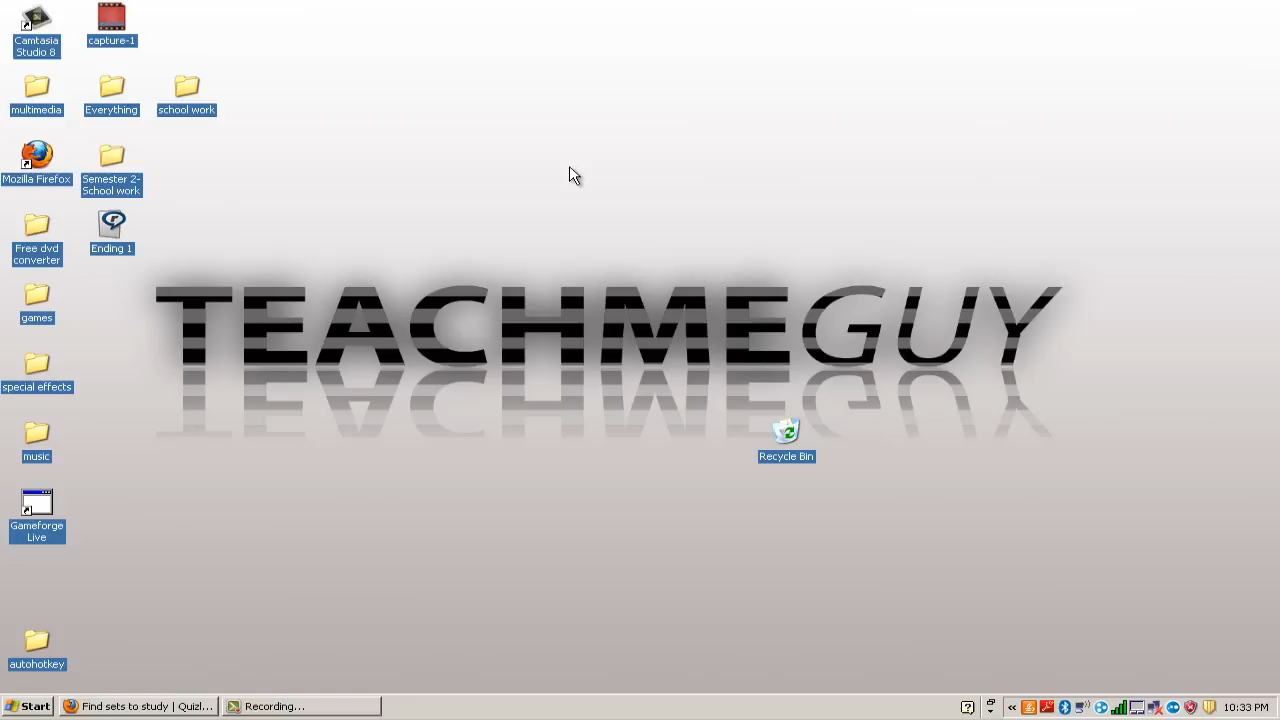 Camtasia
Studio 8
capture-1
multimedia
Everything
school work
Mozilla Firefox
Semester 2-
School work
Free dvd
converter
Ending 1
games
special effects
TEACHMEGUY
music
Recycle Bin
Gameforge
Live
autohotkey
Start
Find sets to study | Quizl...
Recording...
10:33 PM